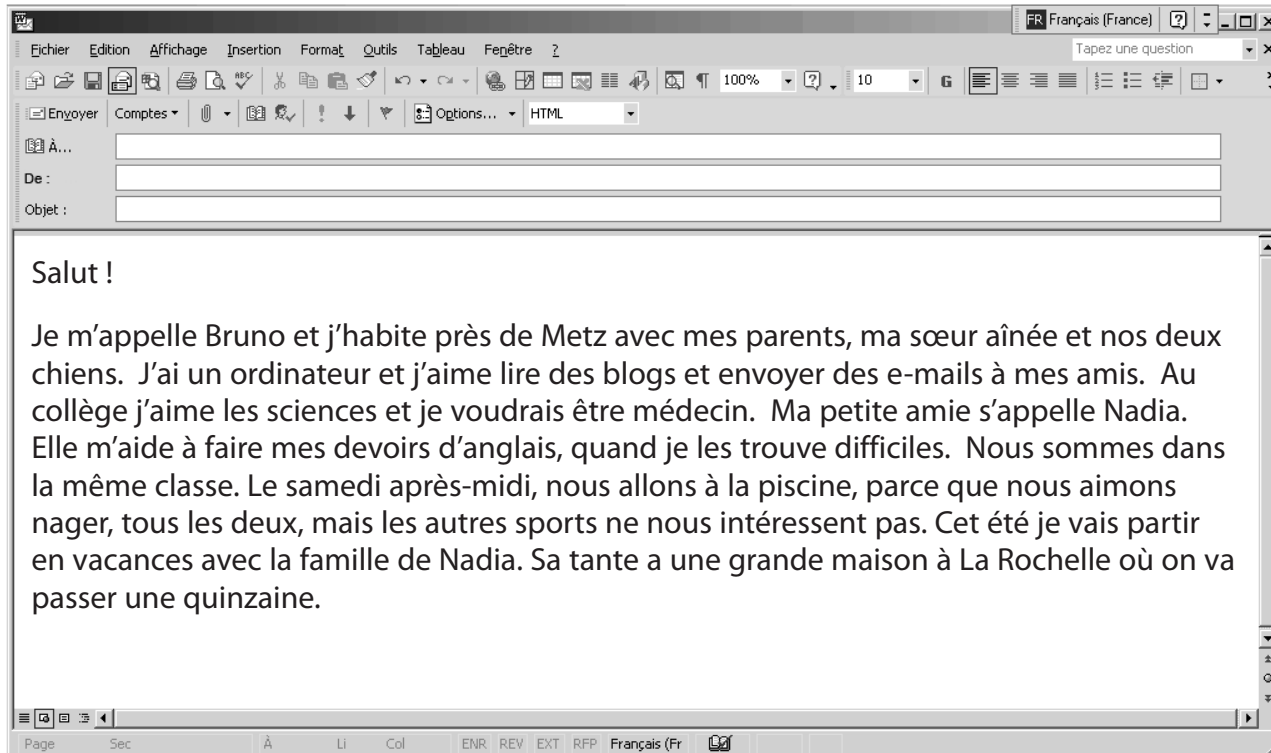 FR Français (France)
Fichier Edition Affichage Insertion Format Outils Tableau Fenêtre ? Tapez une question
100% 10 G
Envoyer Comptes Options... HTML
À...
De :
Objet :
Salut !
Je m’appelle Bruno et j’habite près de Metz avec mes parents, ma sœur aînée et nos deux
chiens. J’ai un ordinateur et j’aime lire des blogs et envoyer des e-mails à mes amis. Au
collège j’aime les sciences et je voudrais être médecin. Ma petite amie s’appelle Nadia.
Elle m’aide à faire mes devoirs d’anglais, quand je les trouve difficiles. Nous sommes dans
la même classe. Le samedi après-midi, nous allons à la piscine, parce que nous aimons
nager, tous les deux, mais les autres sports ne nous intéressent pas. Cet été je vais partir
en vacances avec la famille de Nadia. Sa tante a une grande maison à La Rochelle où on va
passer une quinzaine.
Page Sec À Li Col ENR REV EXT RFP Français (Fr